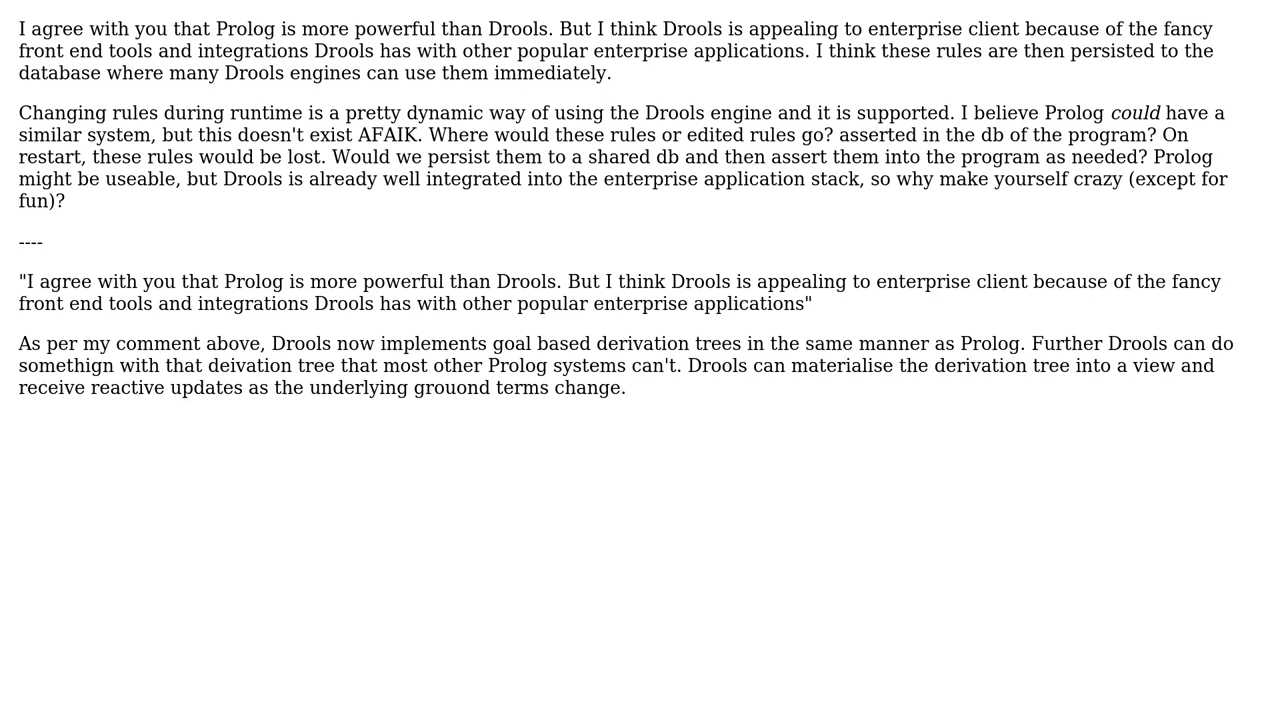 I agree with you that Prolog is more powerful than Drools. But I think Drools is appealing to enterprise client because of the fancy
front end tools and integrations Drools has with other popular enterprise applications. I think these rules are then persisted to the
database where many Drools engines can use them immediately.
Changing rules during runtime is a pretty dynamic way of using the Drools engine and it is supported. I believe Prolog could have a
similar system, but this doesn't exist AFAIK. Where would these rules or edited rules go? asserted in the db of the program? On
restart, these rules would be lost. Would we persist them to a shared db and then assert them into the program as needed? Prolog
might be useable, but Drools is already well integrated into the enterprise application stack, so why make yourself crazy (except for
fun)?
----
"I agree with you that Prolog is more powerful than Drools. But I think Drools is appealing to enterprise client because of the fancy
front end tools and integrations Drools has with other popular enterprise applications"
As per my comment above, Drools now implements goal based derivation trees in the same manner as Prolog. Further Drools can do
somethign with that deivation tree that most other Prolog systems can't. Drools can materialise the derivation tree into a view and
receive reactive updates as the underlying grouond terms change.